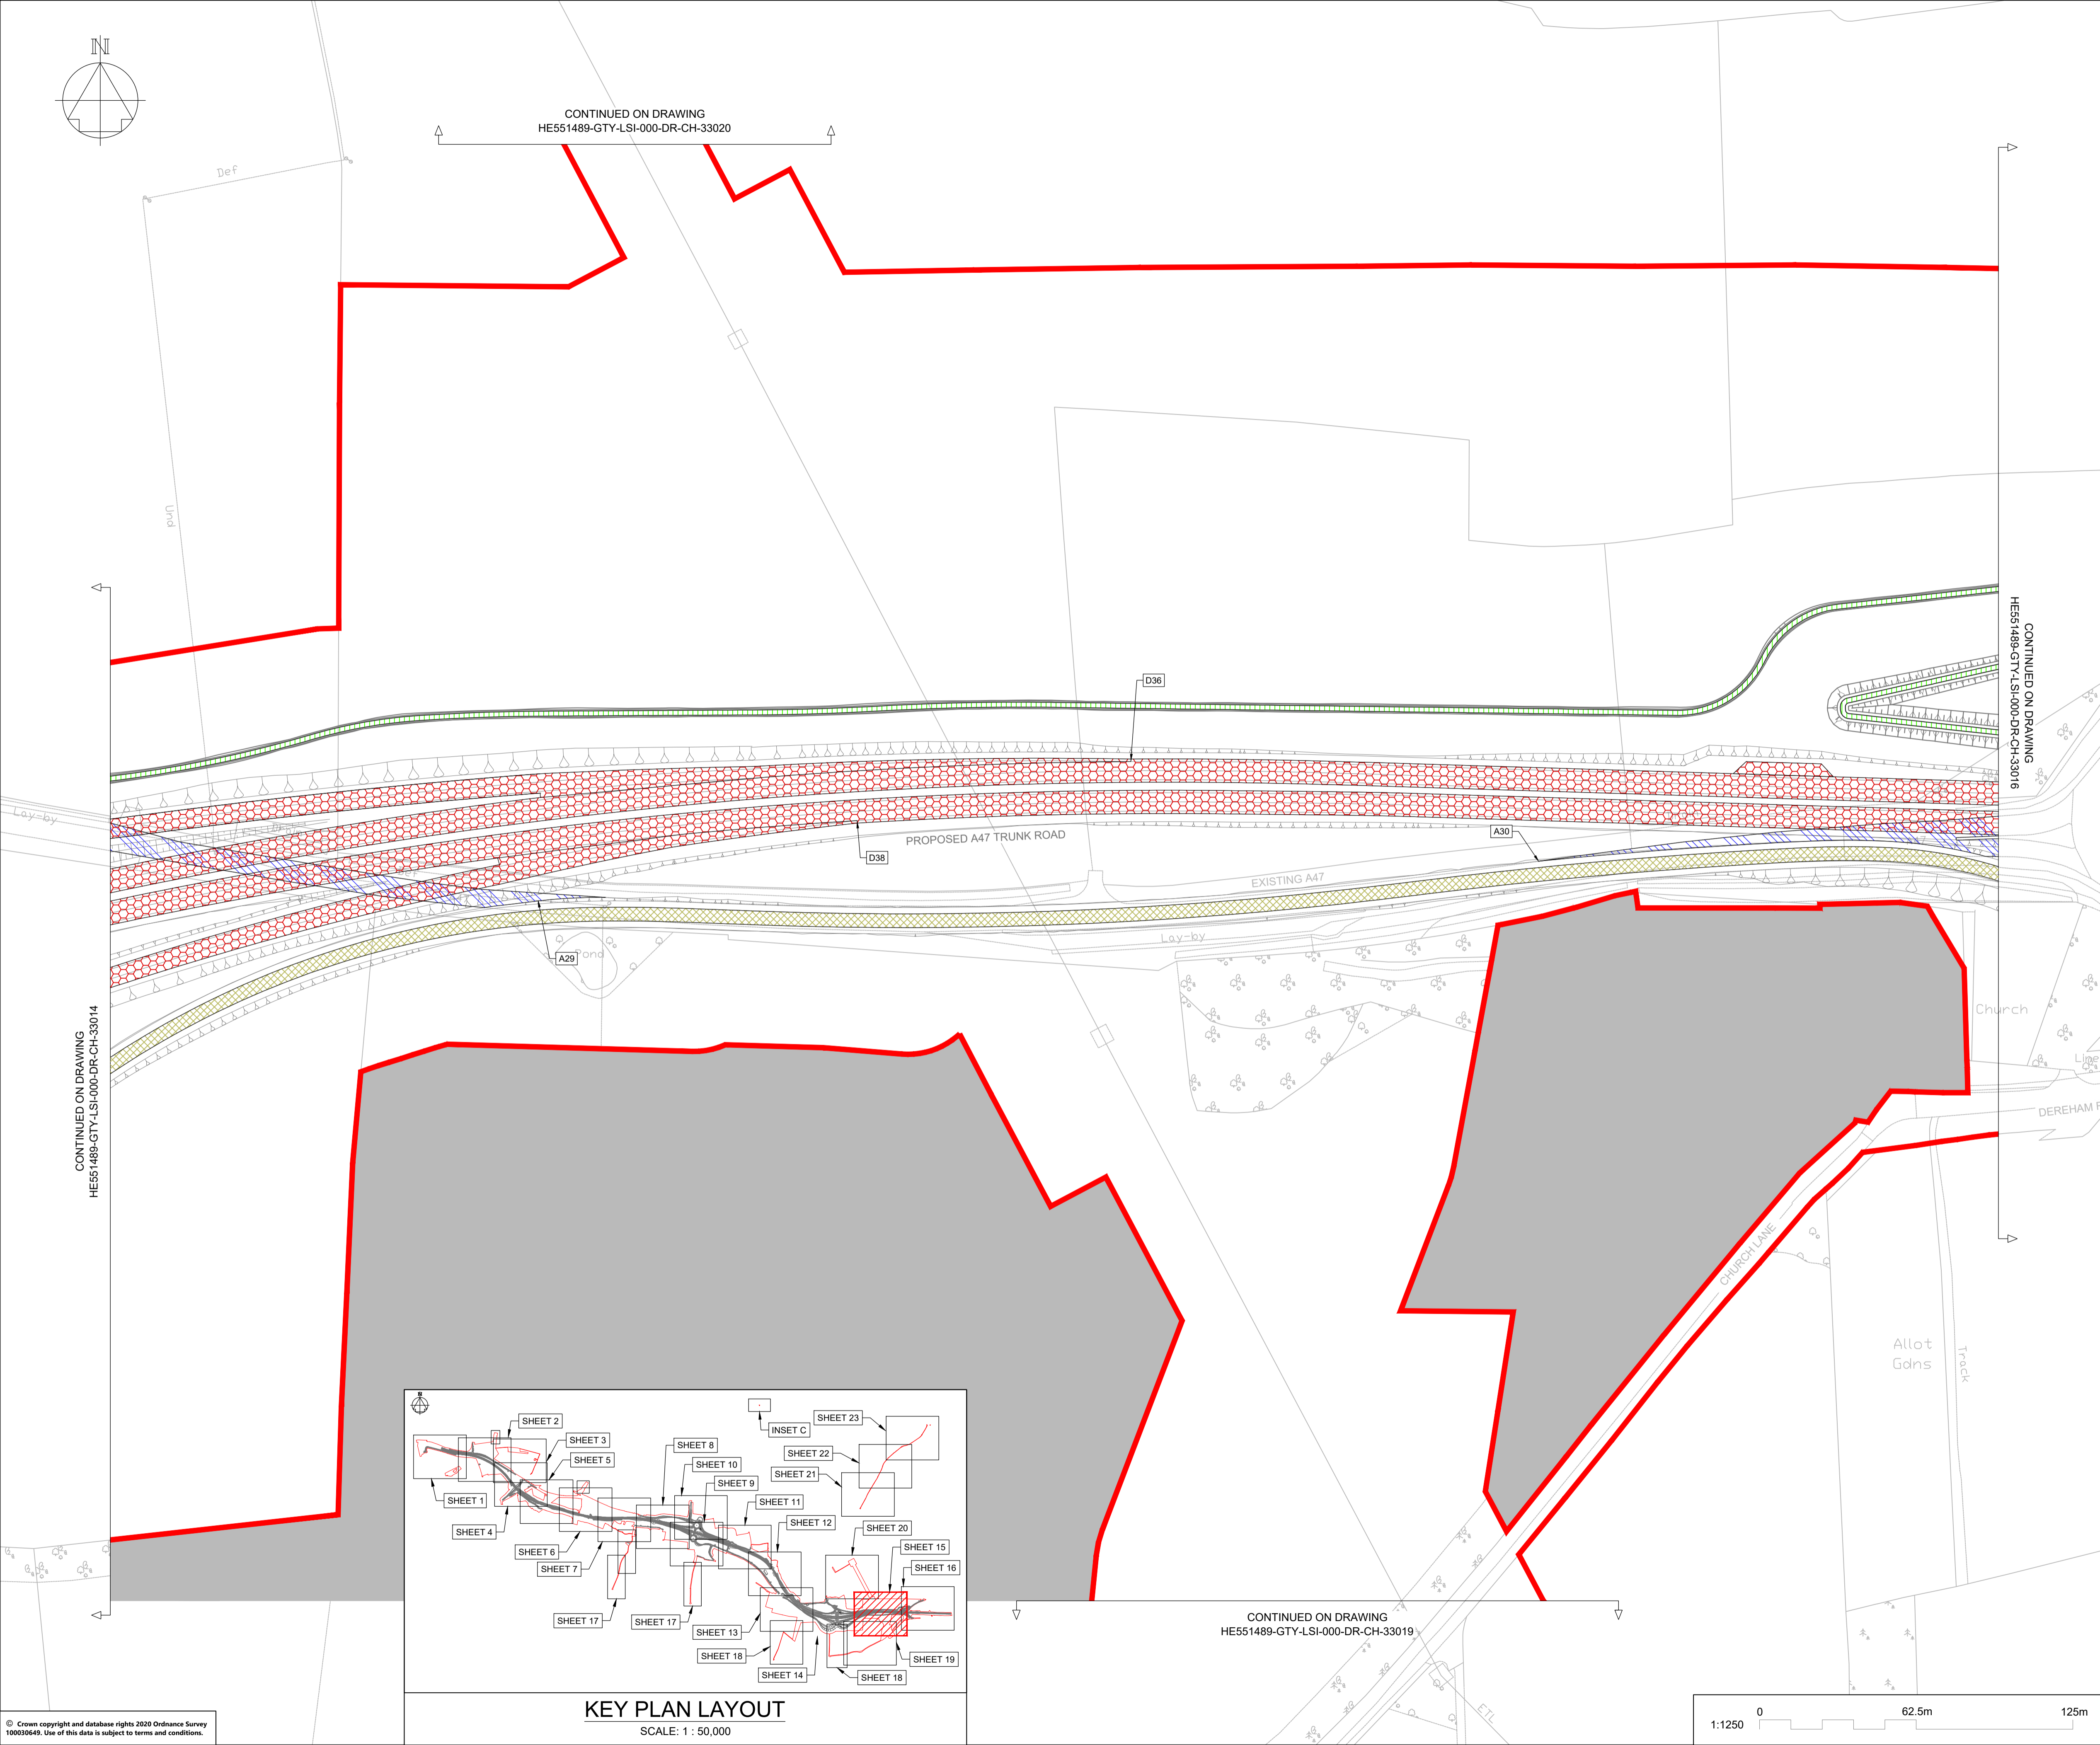 N
CONTINUED ON DRAWING
HE551489-GTY-LSI-000-DR-CH-33020
Def
Und
D36
CONTINUED ON DRAWING
HE551489-GTY-LSI-000-DR-CH-33016
Lay-by
PROPOSED A47 TRUNK ROAD
A30
D38
EXISTING A47
Lay-by
Pond
A29
Church
CONTINUED ON DRAWING
HE551489-GTY-LSI-000-DR-CH-33014
DEREHAM R
CHURCH LANE
Allot
Gdns
Track
N
SHEET 2
INSET C
SHEET 23
SHEET 3
SHEET 8
SHEET 22
SHEET 5
SHEET 10
SHEET 21
SHEET 9
SHEET 1
SHEET 11
SHEET 12
SHEET 4
SHEET 20
SHEET 15
SHEET 6
SHEET 16
SHEET 7
SHEET 17
SHEET 17
SHEET 13
SHEET 18
SHEET 19
SHEET 14
SHEET 18
CONTINUED ON DRAWING
HE551489-GTY-LSI-000-DR-CH-33019
ETL
KEY PLAN LAYOUT
SCALE: 1 : 50,000
© Crown copyright and database rights 2020 Ordnance Survey
100030649. Use of this data is subject to terms and conditions.
1:1250
0
62.5m
125m